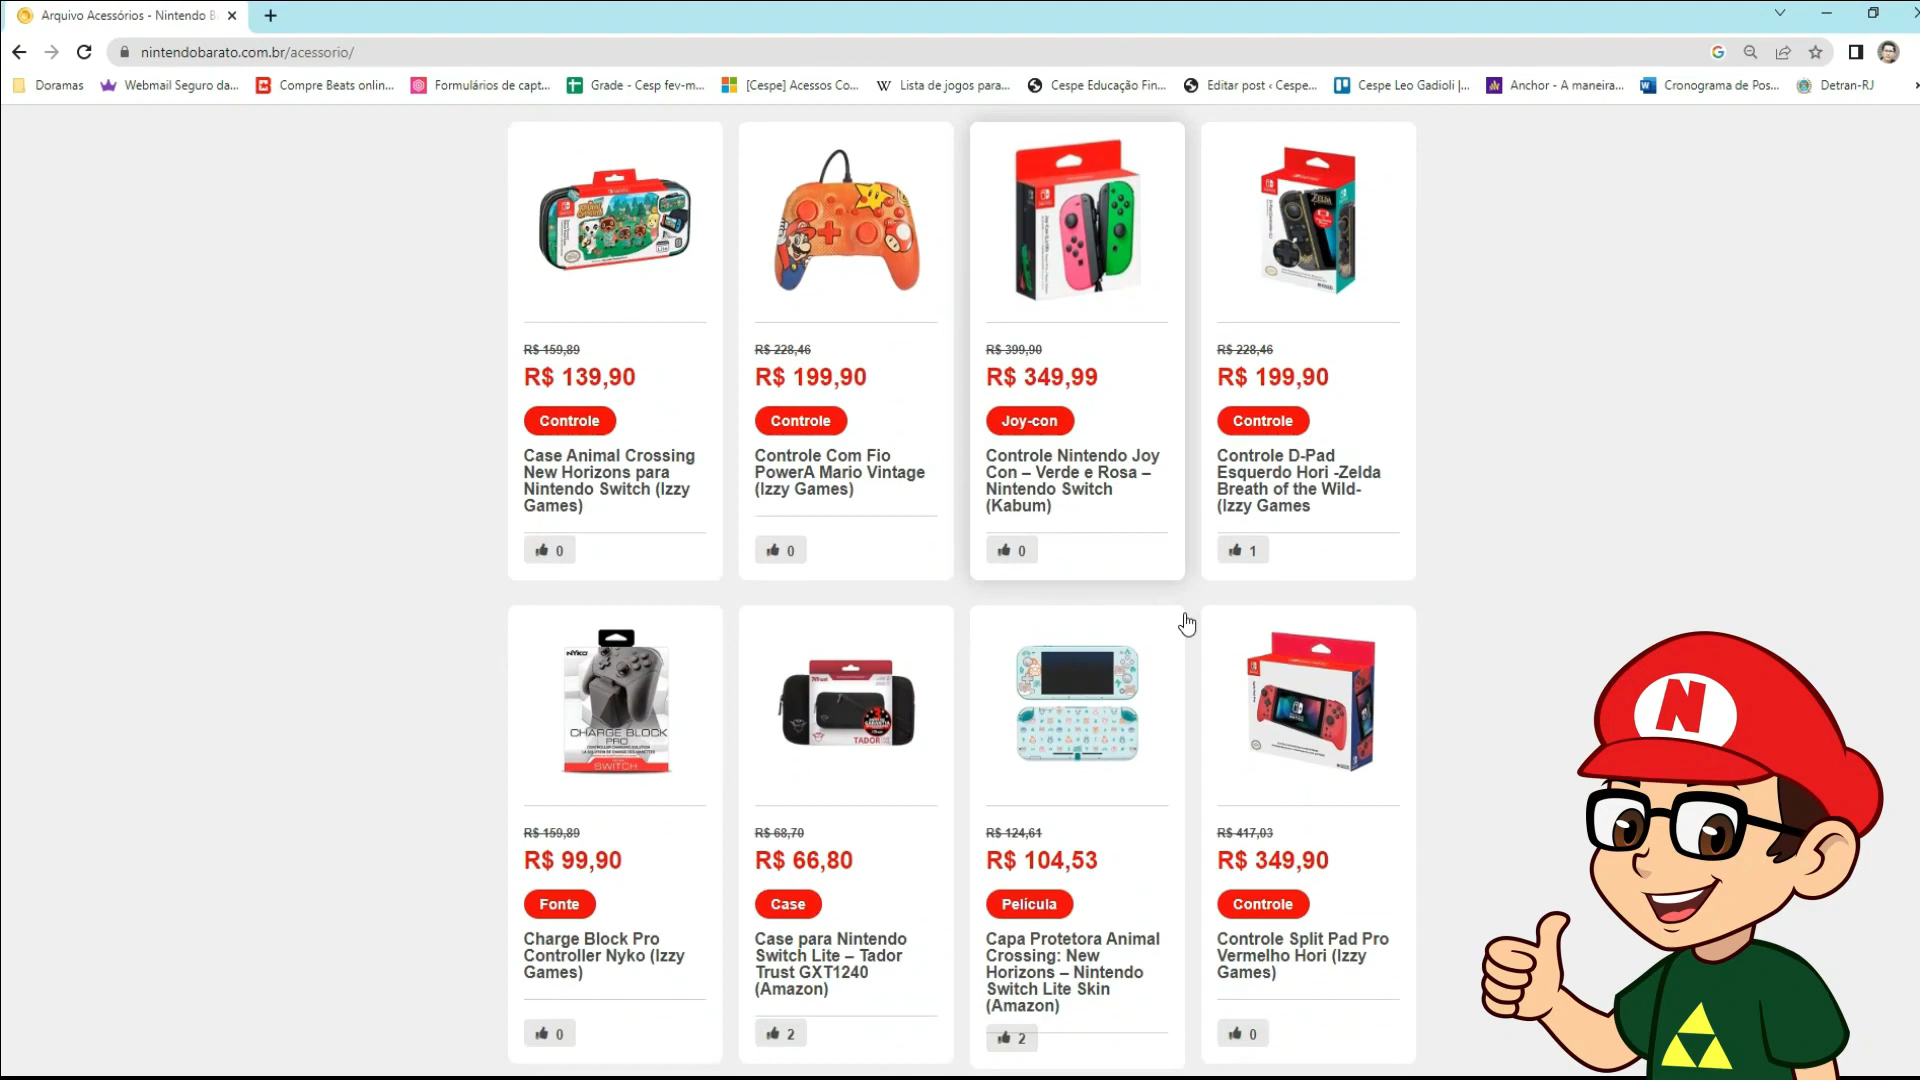 Arquivo Acessórios - Nintendo B
nintendobarato.com.br/acessorio/
Doramas
Webmail Seguro da...
Compre Beats onlin...
Formulários de capt...
Grade - Cesp fev-m...
[Cespe] Acessos Co...
Lista de jogos para...
Cespe Educação Fin...
Editar post ‹ Cespe...
Cespe Leo Gadioli |...
Anchor - A maneira...
Cronograma de Pos...
Detran-RJ
R$ 159,89
R$ 139,90
Controle
Case Animal Crossing
New Horizons para
Nintendo Switch (Izzy
Games)
0
R$ 228,46
R$ 199,90
Controle
Controle Com Fio
PowerA Mario Vintage
(Izzy Games)
0
R$ 399,90
R$ 349,99
Joy-con
Controle Nintendo Joy
Con – Verde e Rosa –
Nintendo Switch
(Kabum)
0
ZELDA
R$ 228,46
R$ 199,90
Controle
Controle D-Pad
Esquerdo Hori -Zelda
Breath of the Wild-
(Izzy Games
1
NYKO
CHARGE BLOCK
PRO
SWITCH
R$ 159,89
R$ 99,90
Fonte
Charge Block Pro
Controller Nyko (Izzy
Games)
0
Trust
TADOR
R$ 68,70
R$ 66,80
Case
Case para Nintendo
Switch Lite – Tador
Trust GXT1240
(Amazon)
2
R$ 124,61
R$ 104,53
Película
Capa Protetora Animal
Crossing: New
Horizons – Nintendo
Switch Lite Skin
(Amazon)
2
R$ 417,03
R$ 349,90
Controle
Controle Split Pad Pro
Vermelho Hori (Izzy
Games)
0
N